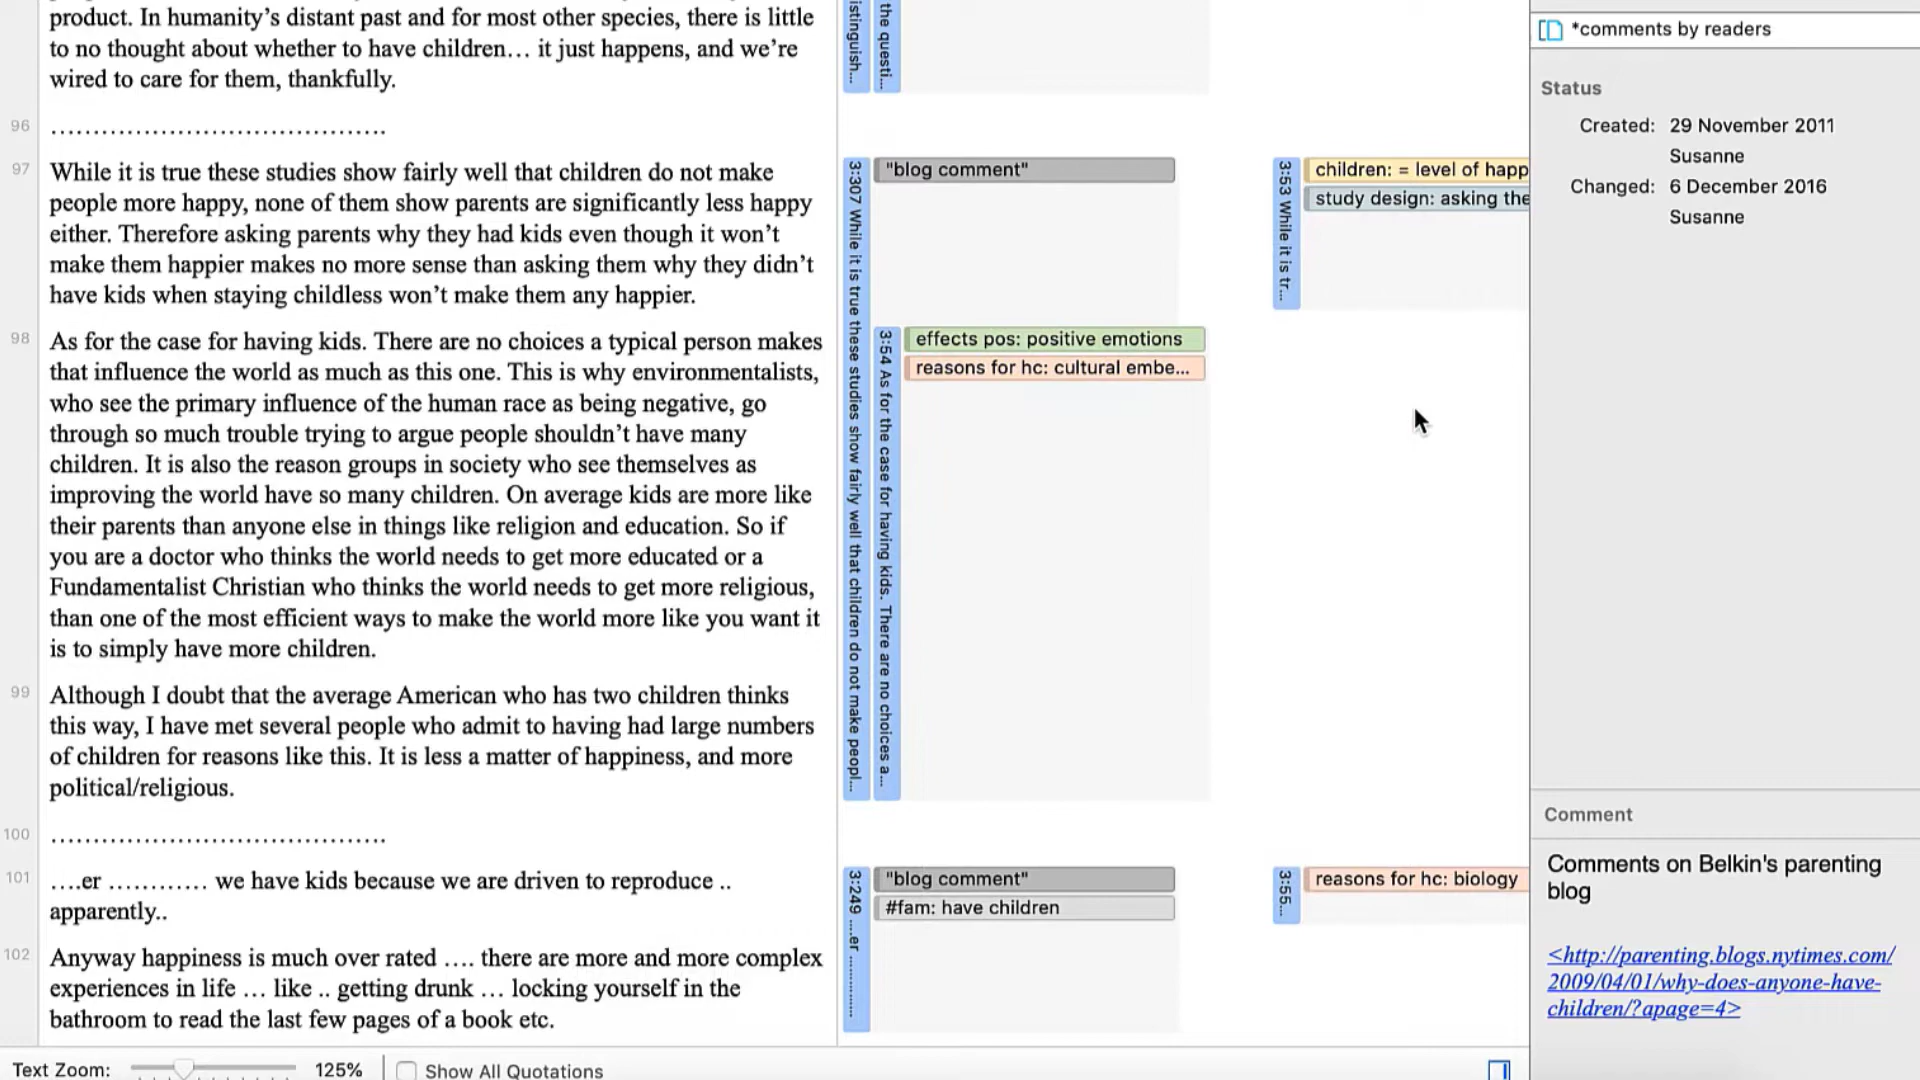 product. In humanity’s distant past and for most other species, there is little
to no thought about whether to have children… it just happens, and we’re
wired to care for them, thankfully.
96
………………………………….
97
While it is true these studies show fairly well that children do not make
people more happy, none of them show parents are significantly less happy
either. Therefore asking parents why they had kids even though it won’t
make them happier makes no more sense than asking them why they didn’t
have kids when staying childless won’t make them any happier.
98
As for the case for having kids. There are no choices a typical person makes
that influence the world as much as this one. This is why environmentalists,
who see the primary influence of the human race as being negative, go
through so much trouble trying to argue people shouldn’t have many
children. It is also the reason groups in society who see themselves as
improving the world have so many children. On average kids are more like
their parents than anyone else in things like religion and education. So if
you are a doctor who thinks the world needs to get more educated or a
Fundamentalist Christian who thinks the world needs to get more religious,
than one of the most efficient ways to make the world more like you want it
is to simply have more children.
99
Although I doubt that the average American who has two children thinks
this way, I have met several people who admit to having had large numbers
of children for reasons like this. It is less a matter of happiness, and more
political/religious.
100
………………………………….
101
….er ………… we have kids because we are driven to reproduce ..
apparently..
102
Anyway happiness is much over rated …. there are more and more complex
experiences in life … like .. getting drunk … locking yourself in the
bathroom to read the last few pages of a book etc.
istinguish...
the questi...
3:307 While it is true these studies show fairly well that children do not make peopl...
"blog comment"
3:53 While it is tr...
children: = level of happ
study design: asking the
3:54 As for the case for having kids. There are no choices a...
effects pos: positive emotions
reasons for hc: cultural embe...
3:249 ....er ............
"blog comment"
#fam: have children
3:55...
reasons for hc: biology
*comments by readers
Status
Created: 29 November 2011
Susanne
Changed: 6 December 2016
Susanne
Comment
Comments on Belkin's parenting
blog
<http://parenting.blogs.nytimes.com/
2009/04/01/why-does-anyone-have-
children/?apage=4>
Text Zoom: 125% Show All Quotations